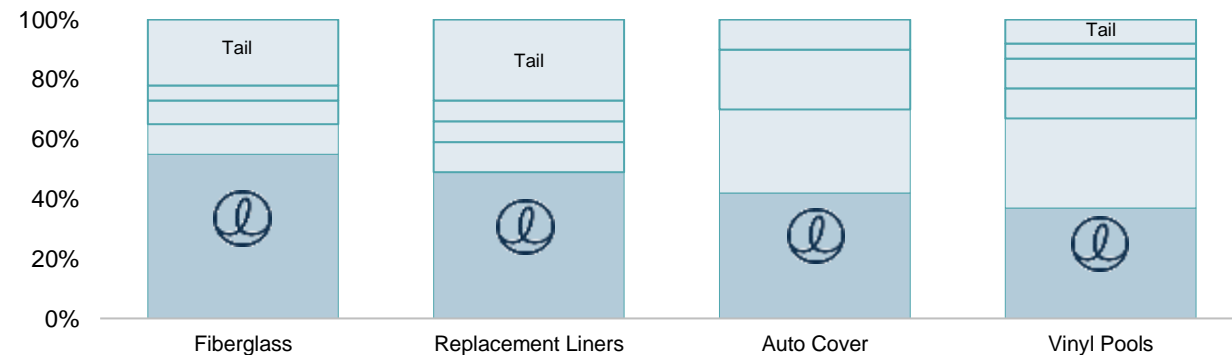 100%
Tail
Tail
Tail
80%
60%
40%
20%
0%
Fiberglass
Replacement Liners
Auto Cover
Vinyl Pools